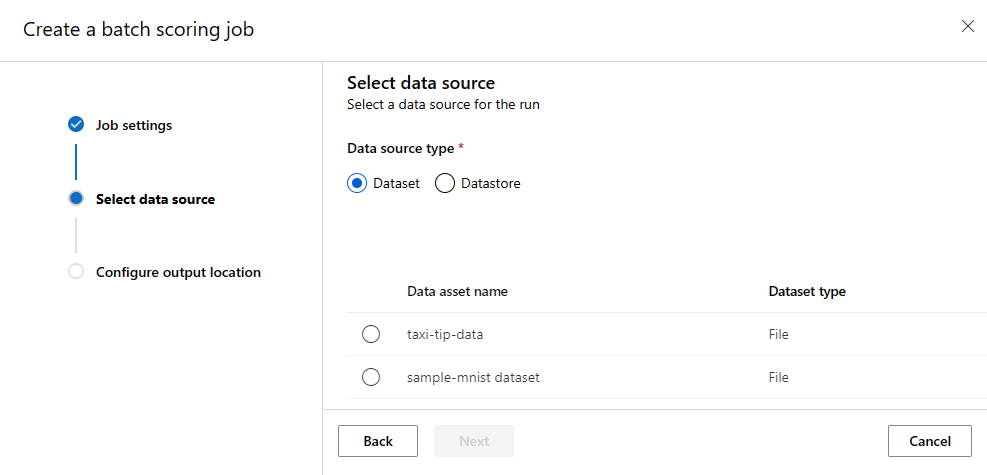 Create a batch scoring job
Job settings
Select data source
Configure output location
Select data source
Select a data source for the run
Data source type *
Dataset Datastore
Data asset name Dataset type
taxi-tip-data File
sample-mnist dataset File
Back Next Cancel